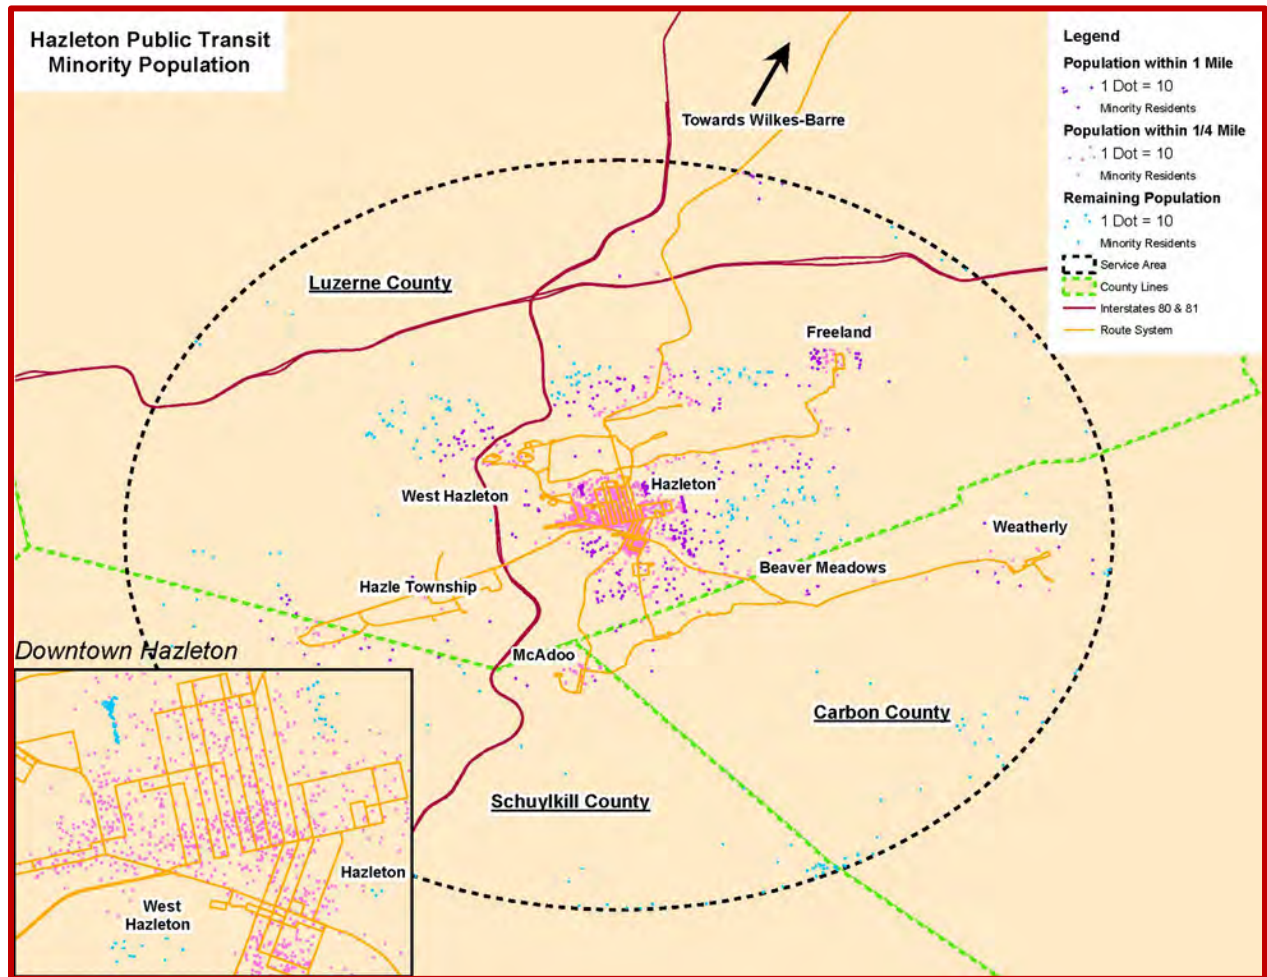 Hazleton Public Transit
Minority Population
Legend
Population within 1 Mile
1 Dot = 10
Minority Residents
Population within 1/4 Mile
1 Dot = 10
Minority Residents
Remaining Population
1 Dot = 10
Minority Residents
Service Area
County Lines
Interstates 80 & 81
Route System
Towards Wilkes-Barre
Luzerne County
Freeland
West Hazleton
Hazleton
Weatherly
Beaver Meadows
Hazle Township
McAdoo
Carbon County
Schuylkill County
Downtown Hazleton
Hazleton
West
Hazleton